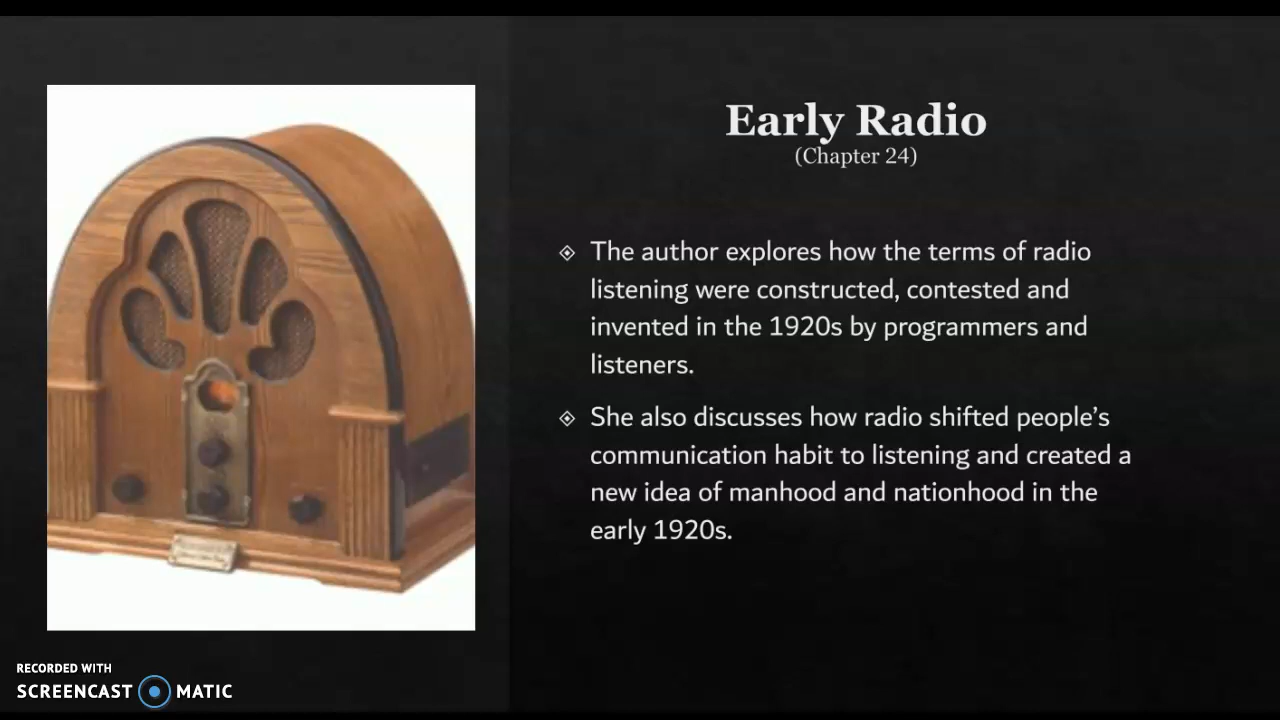 Early Radio
(Chapter 24)
The author explores how the terms of radio
listening were constructed, contested and
invented in the 1920s by programmers and
listeners.
She also discusses how radio shifted people’s
communication habit to listening and created a
new idea of manhood and nationhood in the
early 1920s.
RECORDED WITH
SCREENCAST MATIC